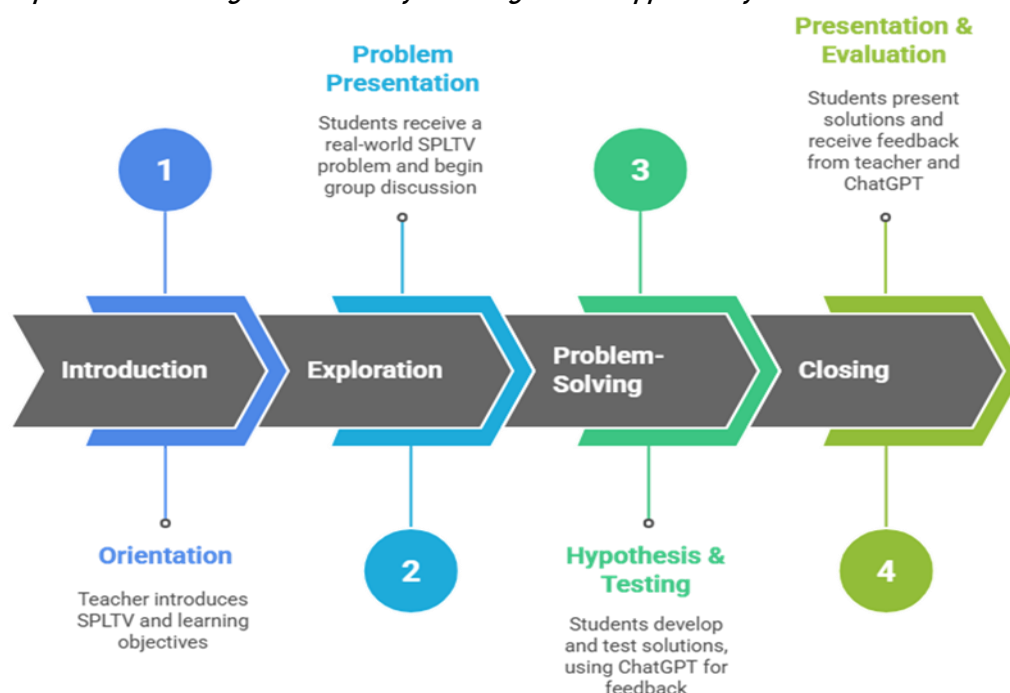 Presentation &
Evaluation
Students present
solutions and
receive feedback
from teacher and
ChatGPT
Problem
Presentation
Students receive a
real-world SPLTV
problem and begin
group discussion
1
3
Introduction
Exploration
Problem-
Solving
Closing
Orientation
Teacher introduces
SPLTV and learning
objectives
2
Hypothesis &
Testing
Students develop
and test solutions,
using ChatGPT for
feedback
4